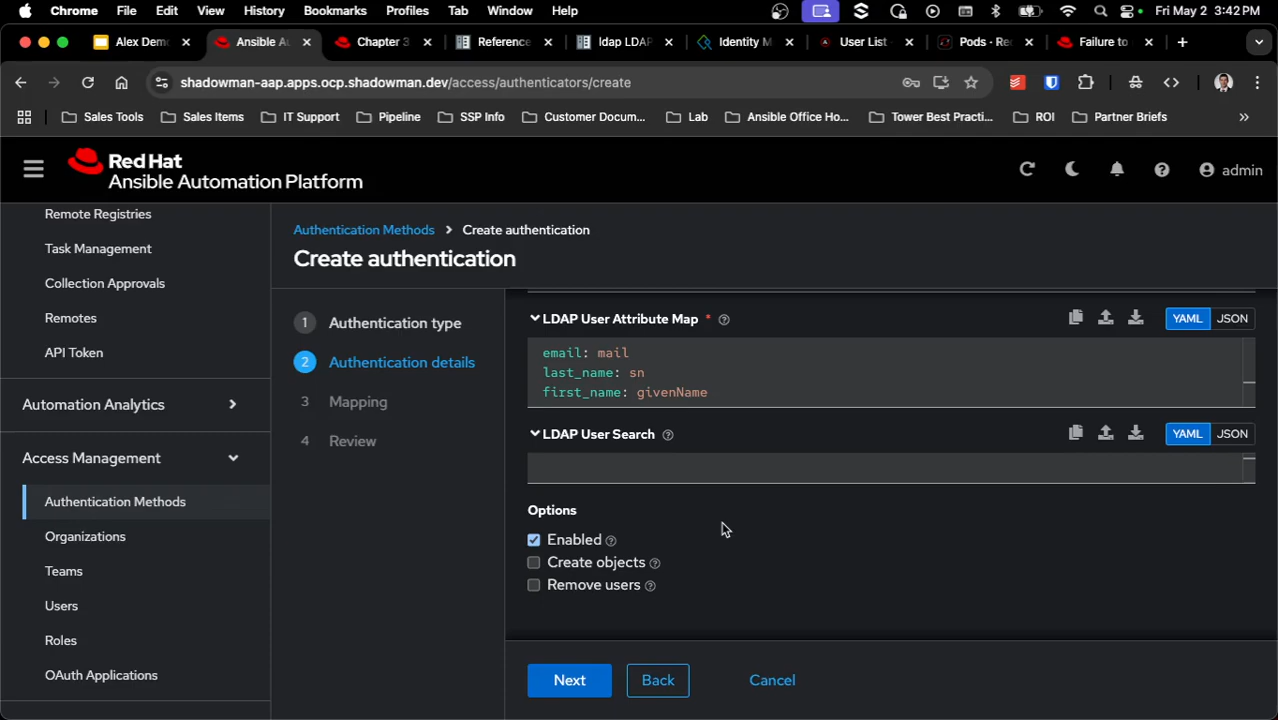 Chrome File Edit View History Bookmarks Profiles Tab Window Help Fri May 2 3:42 PM
Alex Demo Ansible Au Chapter 3 Reference ldap LDAP Identity M User List - Pods · Re Failure to
shadowman-aap.apps.ocp.shadowman.dev/access/authenticators/create
Sales Tools Sales Items IT Support Pipeline SSP Info Customer Docum... Lab Ansible Office Ho... Tower Best Practi... ROI Partner Briefs
Red Hat
Ansible Automation Platform
admin
Remote Registries
Task Management
Collection Approvals
Remotes
API Token
Automation Analytics
Access Management
Authentication Methods
Organizations
Teams
Users
Roles
OAuth Applications
Authentication Methods Create authentication
Create authentication
1 Authentication type
2 Authentication details
3 Mapping
4 Review
LDAP User Attribute Map * YAML JSON
email: mail
last_name: sn
first_name: givenName
LDAP User Search YAML JSON
Options
Enabled
Create objects
Remove users
Next Back Cancel